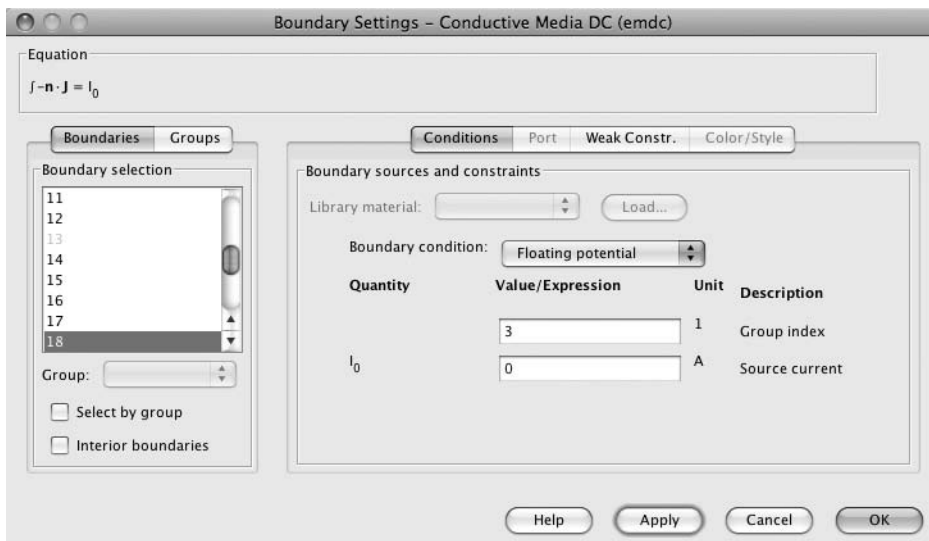 Boundary Settings – Conductive Media DC (emdc)
Equation
∫-n · J = I0
Boundaries Groups
Boundary selection
11
12
13
14
15
16
17
18
Group:
Select by group
Interior boundaries
Conditions Port Weak Constr. Color/Style
Boundary sources and constraints
Library material: Load...
Boundary condition: Floating potential
Quantity Value/Expression Unit Description
3 1 Group index
I0 0 A Source current
Help Apply Cancel OK